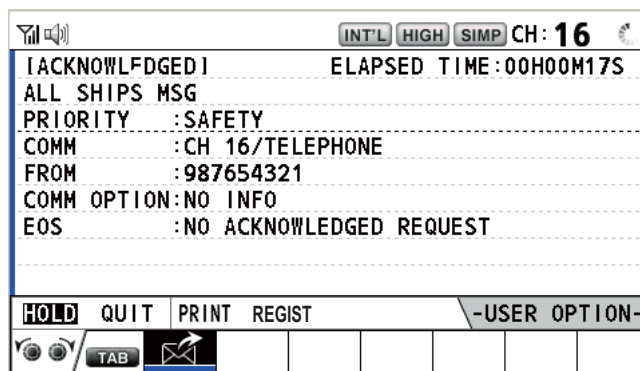 INT'L HIGH SIMP CH: 16
[ACKNOWLEDGED] ELAPSED TIME:00H00M17S
ALL SHIPS MSG
PRIORITY :SAFETY
COMM :CH 16/TELEPHONE
FROM :987654321
COMM OPTION:NO INFO
EOS :NO ACKNOWLEDGED REQUEST
HOLD QUIT PRINT REGIST -USER OPTION-
TAB